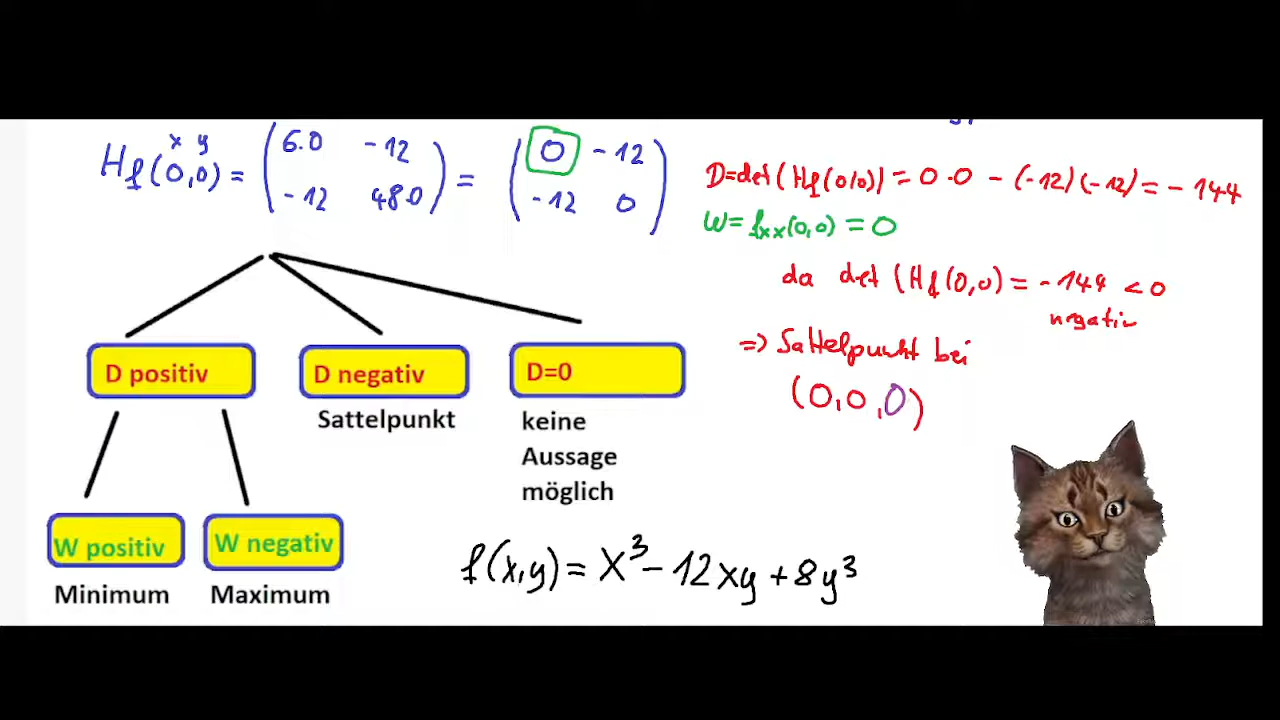 x y
Hf(0,0) = (6·0 -12 -12 48·0) = (0 -12 -12 0)
D=det(Hf(0,0)) = 0·0 - (-12)(-12) = -144
W= fxx(0,0) = 0
da det (Hf(0,0) = -144 < 0
negativ
=> Sattelpunkt bei
(0,0,0)
D positiv
D negativ
D=0
Sattelpunkt
keine
Aussage
möglich
W positiv
W negativ
Minimum
Maximum
f(x,y) = x³ - 12xy + 8y³